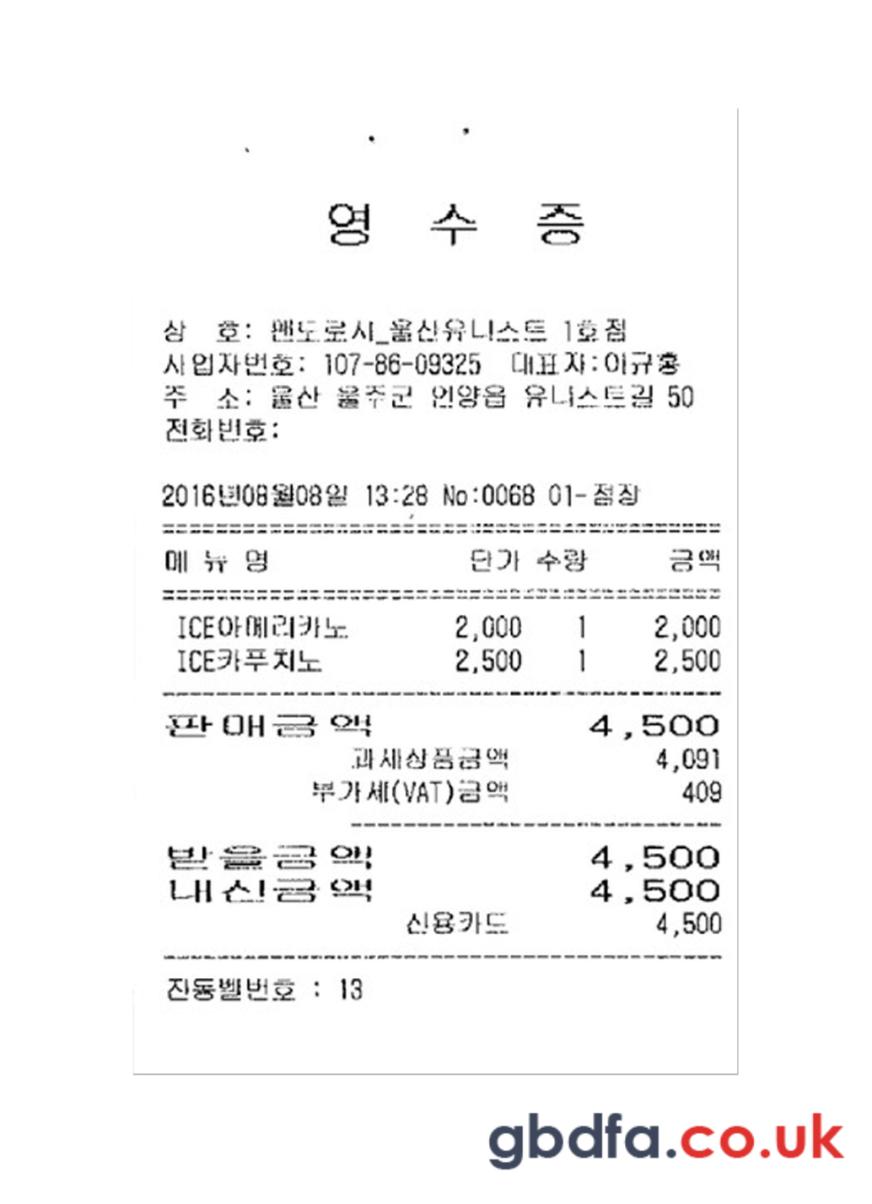 영 수 증
상 호: 맨도로시_울산유니스트 1호점
사업자번호: 107-86-09325 대표자:이규홍
주 소: 울산 울주군 언양읍 유니스트길 50
전화번호:
2016년08월08일 13:28 No:0068 01-점장
메 뉴 명 단가 수량 금액
ICE아메리카노 2,000 1 2,000
ICE카푸치노 2,500 1 2,500
판매금액 4,500
과세상품금액 4,091
부가세(VAT)금액 409
받을금액 4,500
내신금액 4,500
신용카드 4,500
진동벨번호 : 13
gbdfa.co.uk